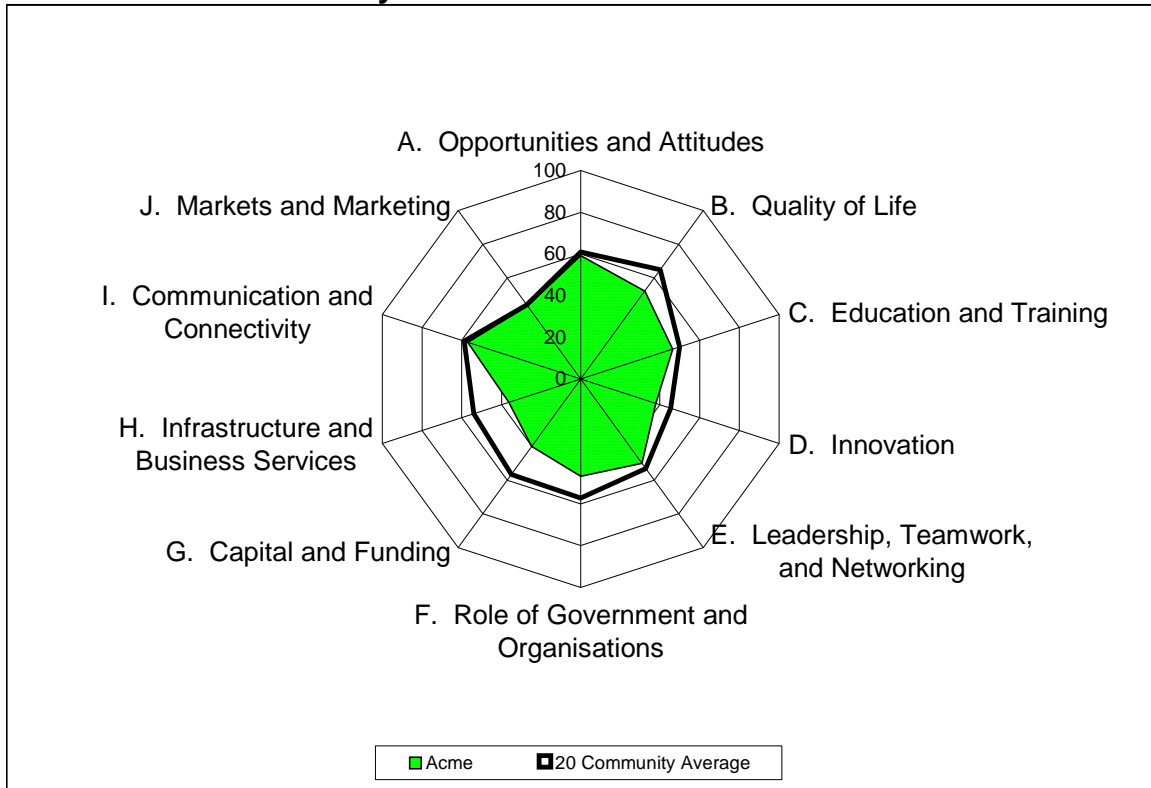 A. Opportunities and Attitudes
100
80
60
40
20
0
B. Quality of Life
C. Education and Training
D. Innovation
E. Leadership, Teamwork,
and Networking
F. Role of Government and
Organisations
G. Capital and Funding
H. Infrastructure and
Business Services
I. Communication and
Connectivity
J. Markets and Marketing
Acme
20 Community Average